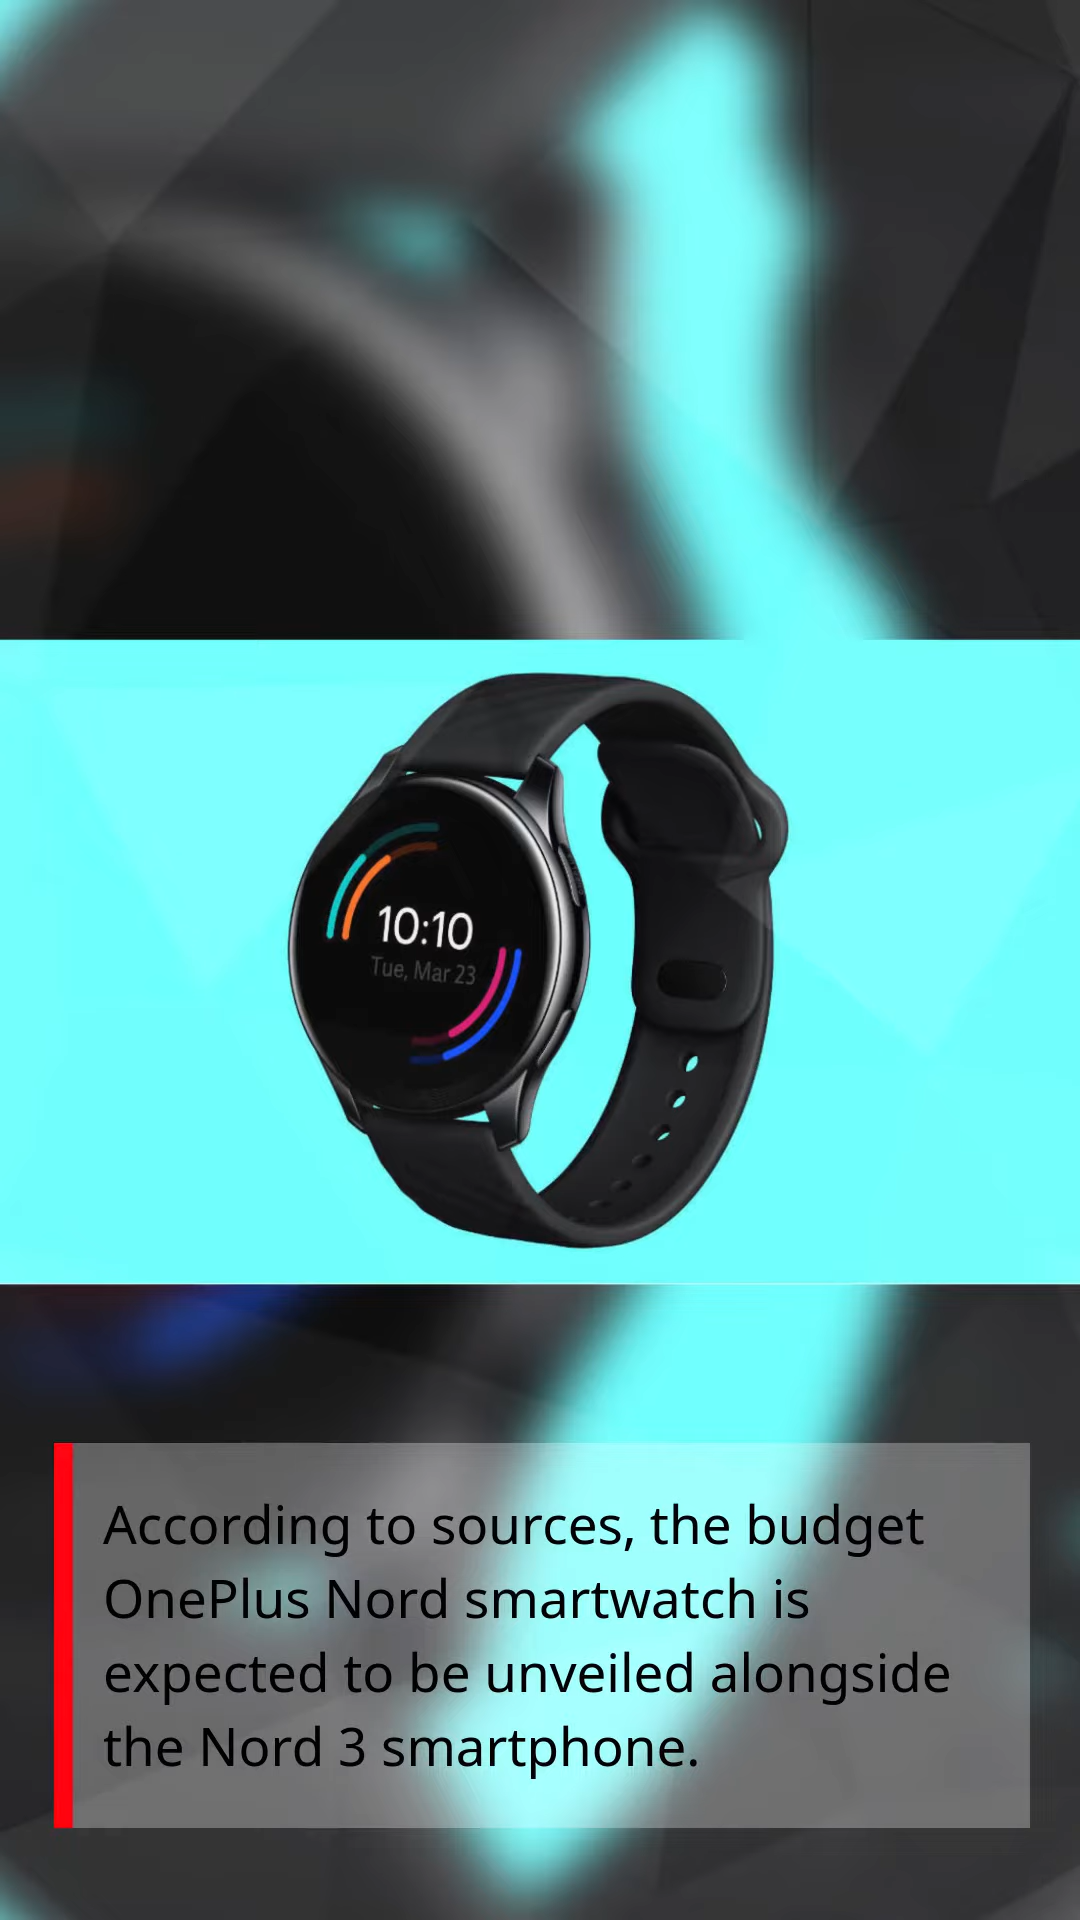 10:10
Tue, Mar 23
According to sources, the budget
OnePlus Nord smartwatch is
expected to be unveiled alongside
the Nord 3 smartphone.